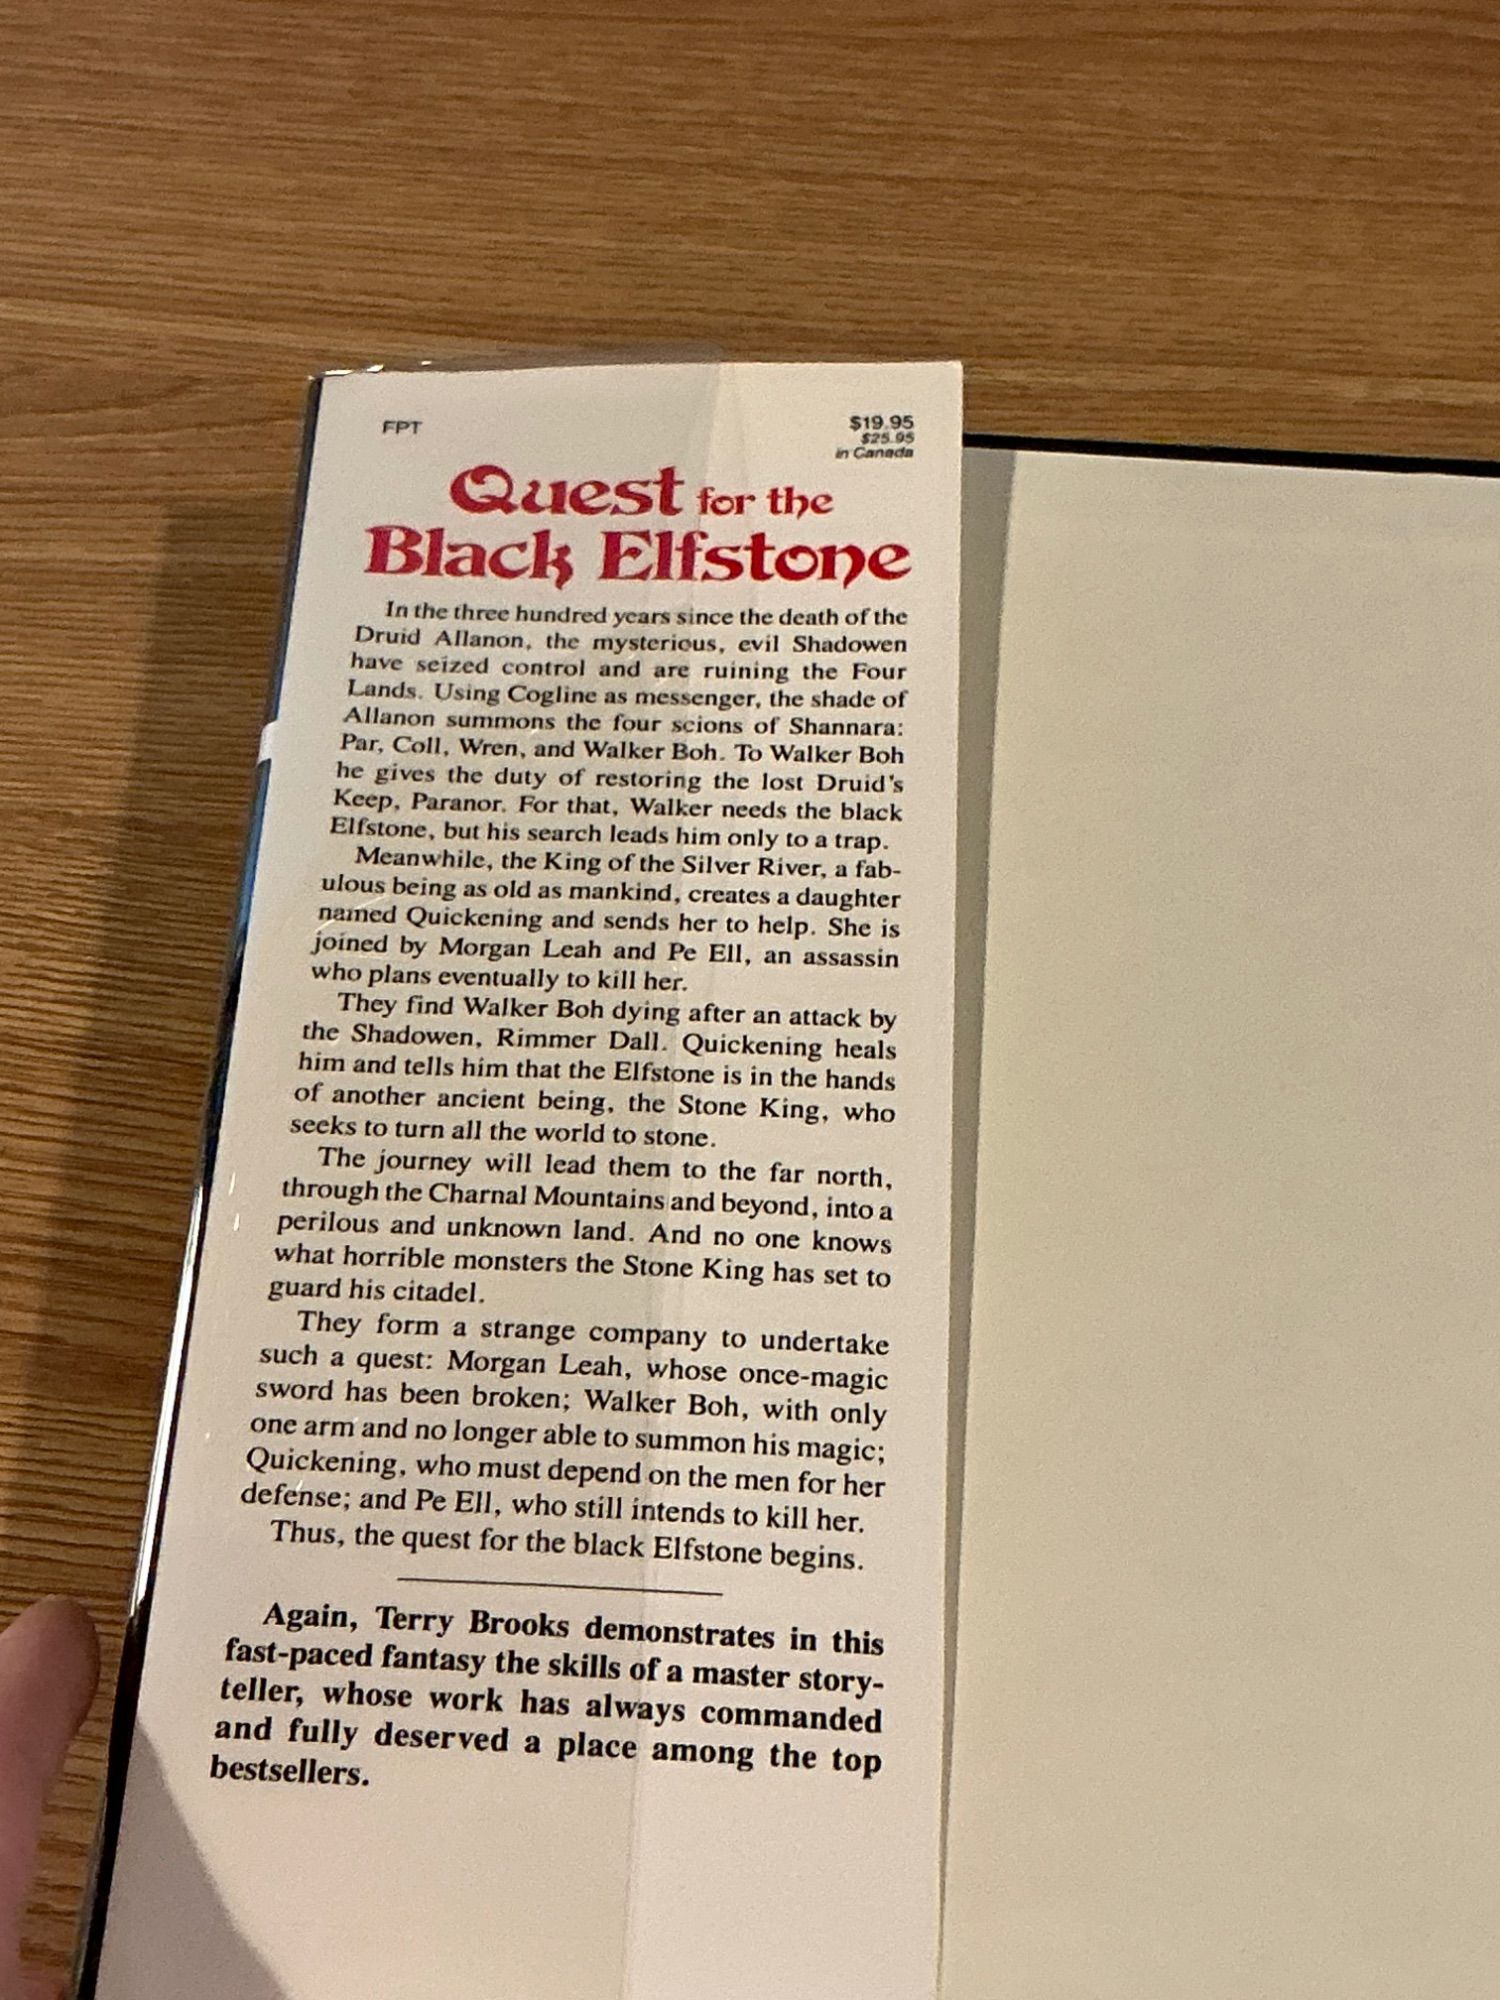 FPT
$19.95
$25.95
in Canada
Quest for the
Black Elfstone
In the three hundred years since the death of the
Druid Allanon, the mysterious, evil Shadowen
have seized control and are ruining the Four
Lands. Using Cogline as messenger, the shade of
Allanon summons the four scions of Shannara:
Par, Coll, Wren, and Walker Boh. To Walker Boh
he gives the duty of restoring the lost Druid's
Keep, Paranor. For that, Walker needs the black
Elfstone, but his search leads him only to a trap.
Meanwhile, the King of the Silver River, a fab-
ulous being as old as mankind, creates a daughter
named Quickening and sends her to help. She is
joined by Morgan Leah and Pe Ell, an assassin
who plans eventually to kill her.
They find Walker Boh dying after an attack by
the Shadowen, Rimmer Dall. Quickening heals
him and tells him that the Elfstone is in the hands
of another ancient being, the Stone King, who
seeks to turn all the world to stone.
The journey will lead them to the far north,
through the Charnal Mountains and beyond, into a
perilous and unknown land. And no one knows
what horrible monsters the Stone King has set to
guard his citadel.
They form a strange company to undertake
such a quest: Morgan Leah, whose once-magic
sword has been broken; Walker Boh, with only
one arm and no longer able to summon his magic;
Quickening, who must depend on the men for her
defense; and Pe Ell, who still intends to kill her.
Thus, the quest for the black Elfstone begins.
Again, Terry Brooks demonstrates in this
fast-paced fantasy the skills of a master story-
teller, whose work has always commanded
and fully deserved a place among the top
bestsellers.